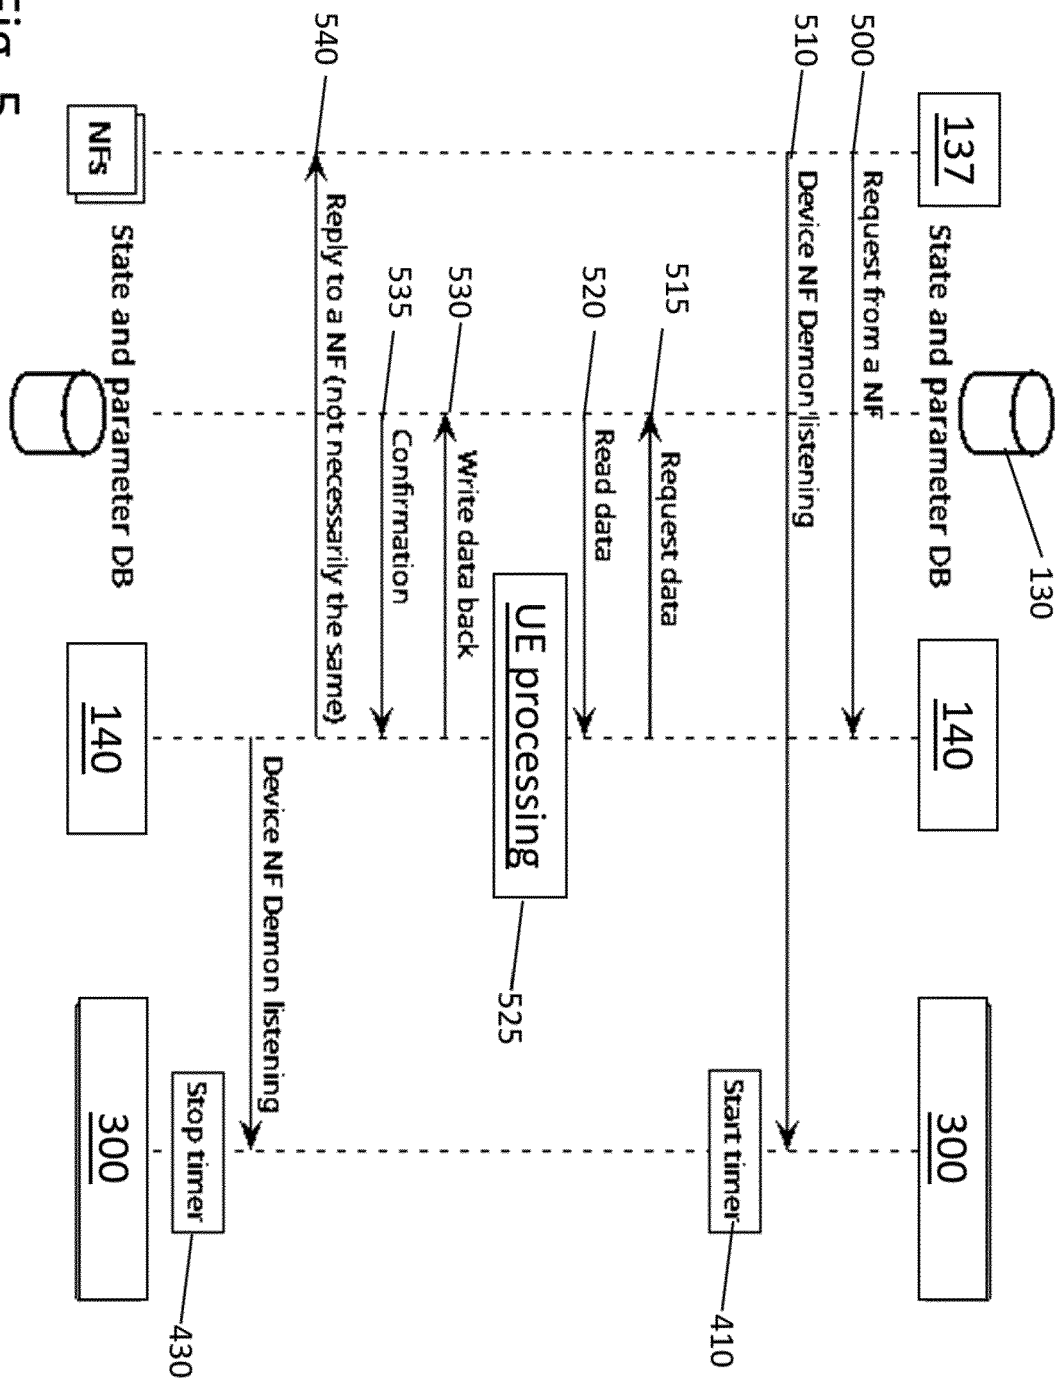 130
137
State and parameter DB
140
300
500
Request from a NF
510
Device NF Demon listening
Start timer
410
515
Request data
520
Read data
UE processing
525
530
Write data back
535
Confirmation
540
Reply to a NF (not necessarily the same)
Device NF Demon listening
Stop timer
430
NFs
State and parameter DB
140
300
Fig. 5